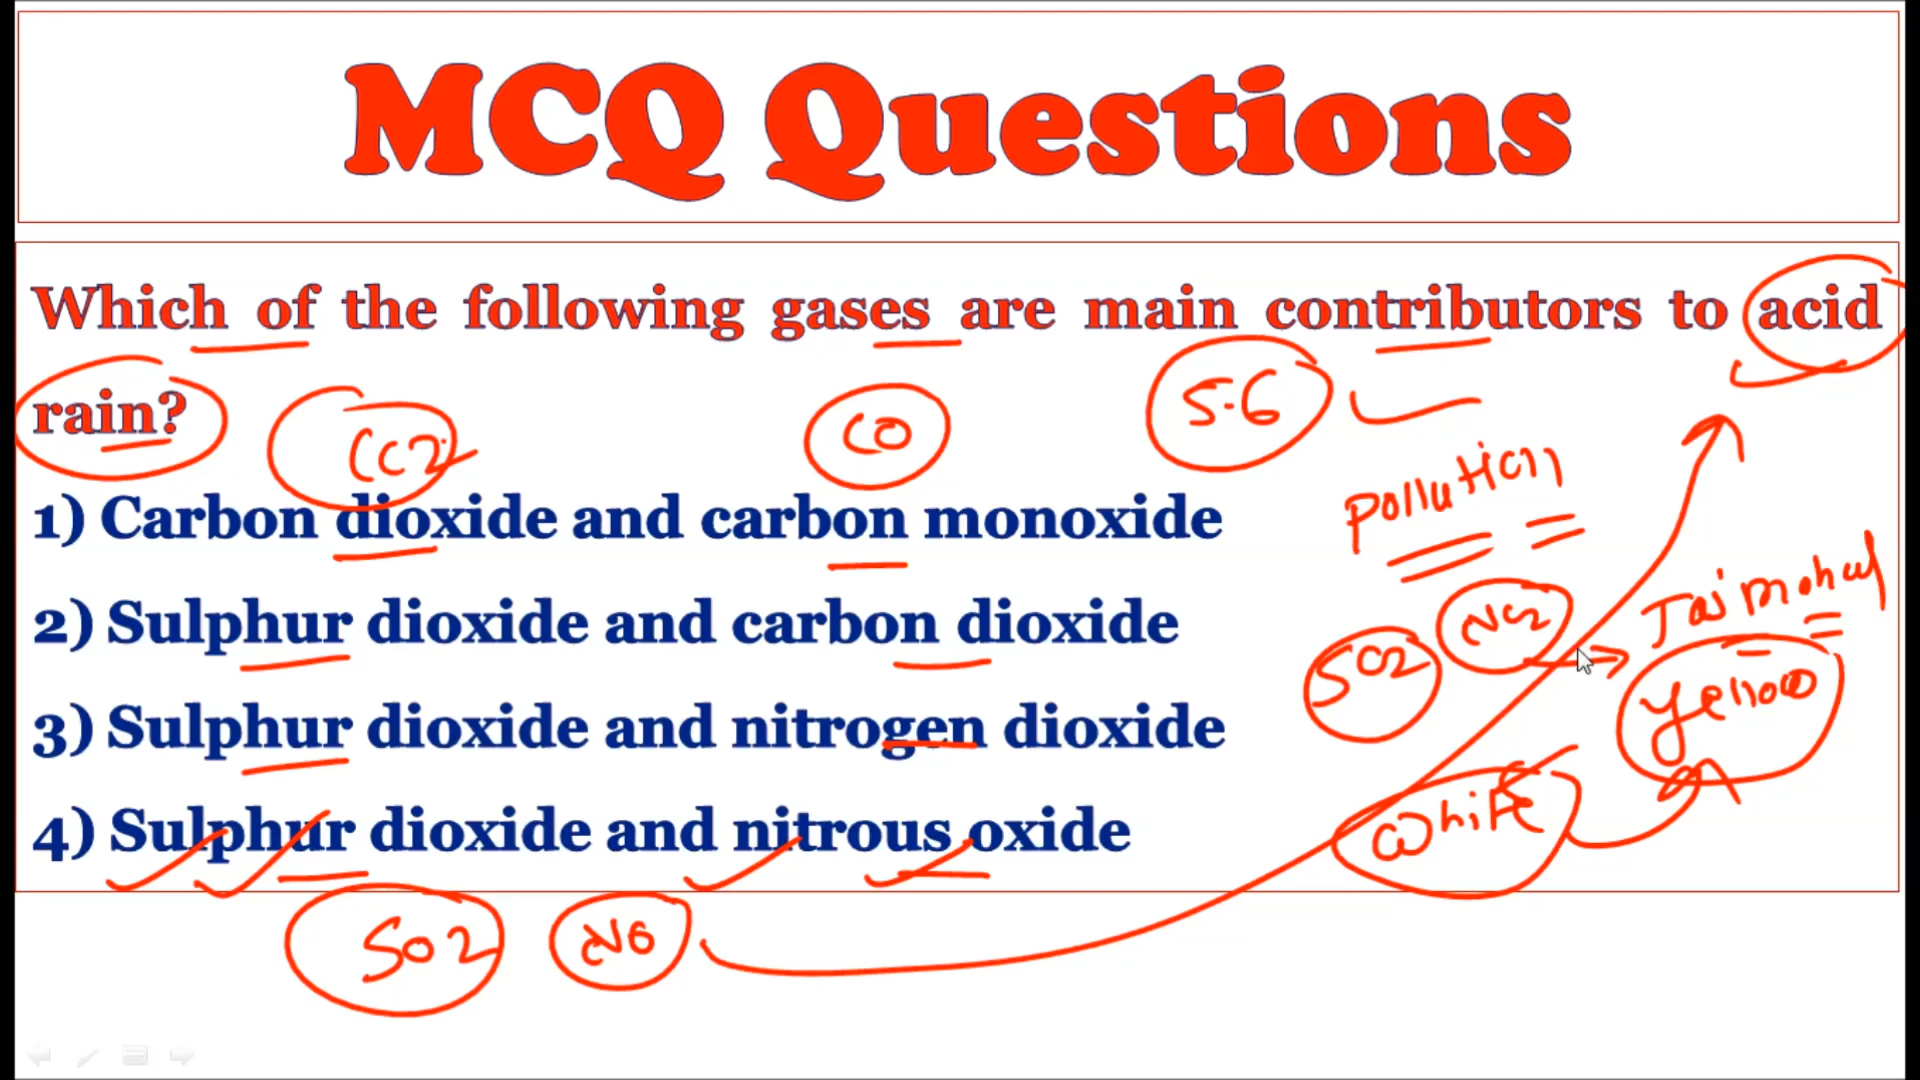 MCQ Questions
Which of the following gases are main contributors to acid
rain?
CO2
CO
5.6
Pollution
1) Carbon dioxide and carbon monoxide
2) Sulphur dioxide and carbon dioxide
SO2
NO2
Tajmahal
Yellow
3) Sulphur dioxide and nitrogen dioxide
White
4) Sulphur dioxide and nitrous oxide
SO2
NO